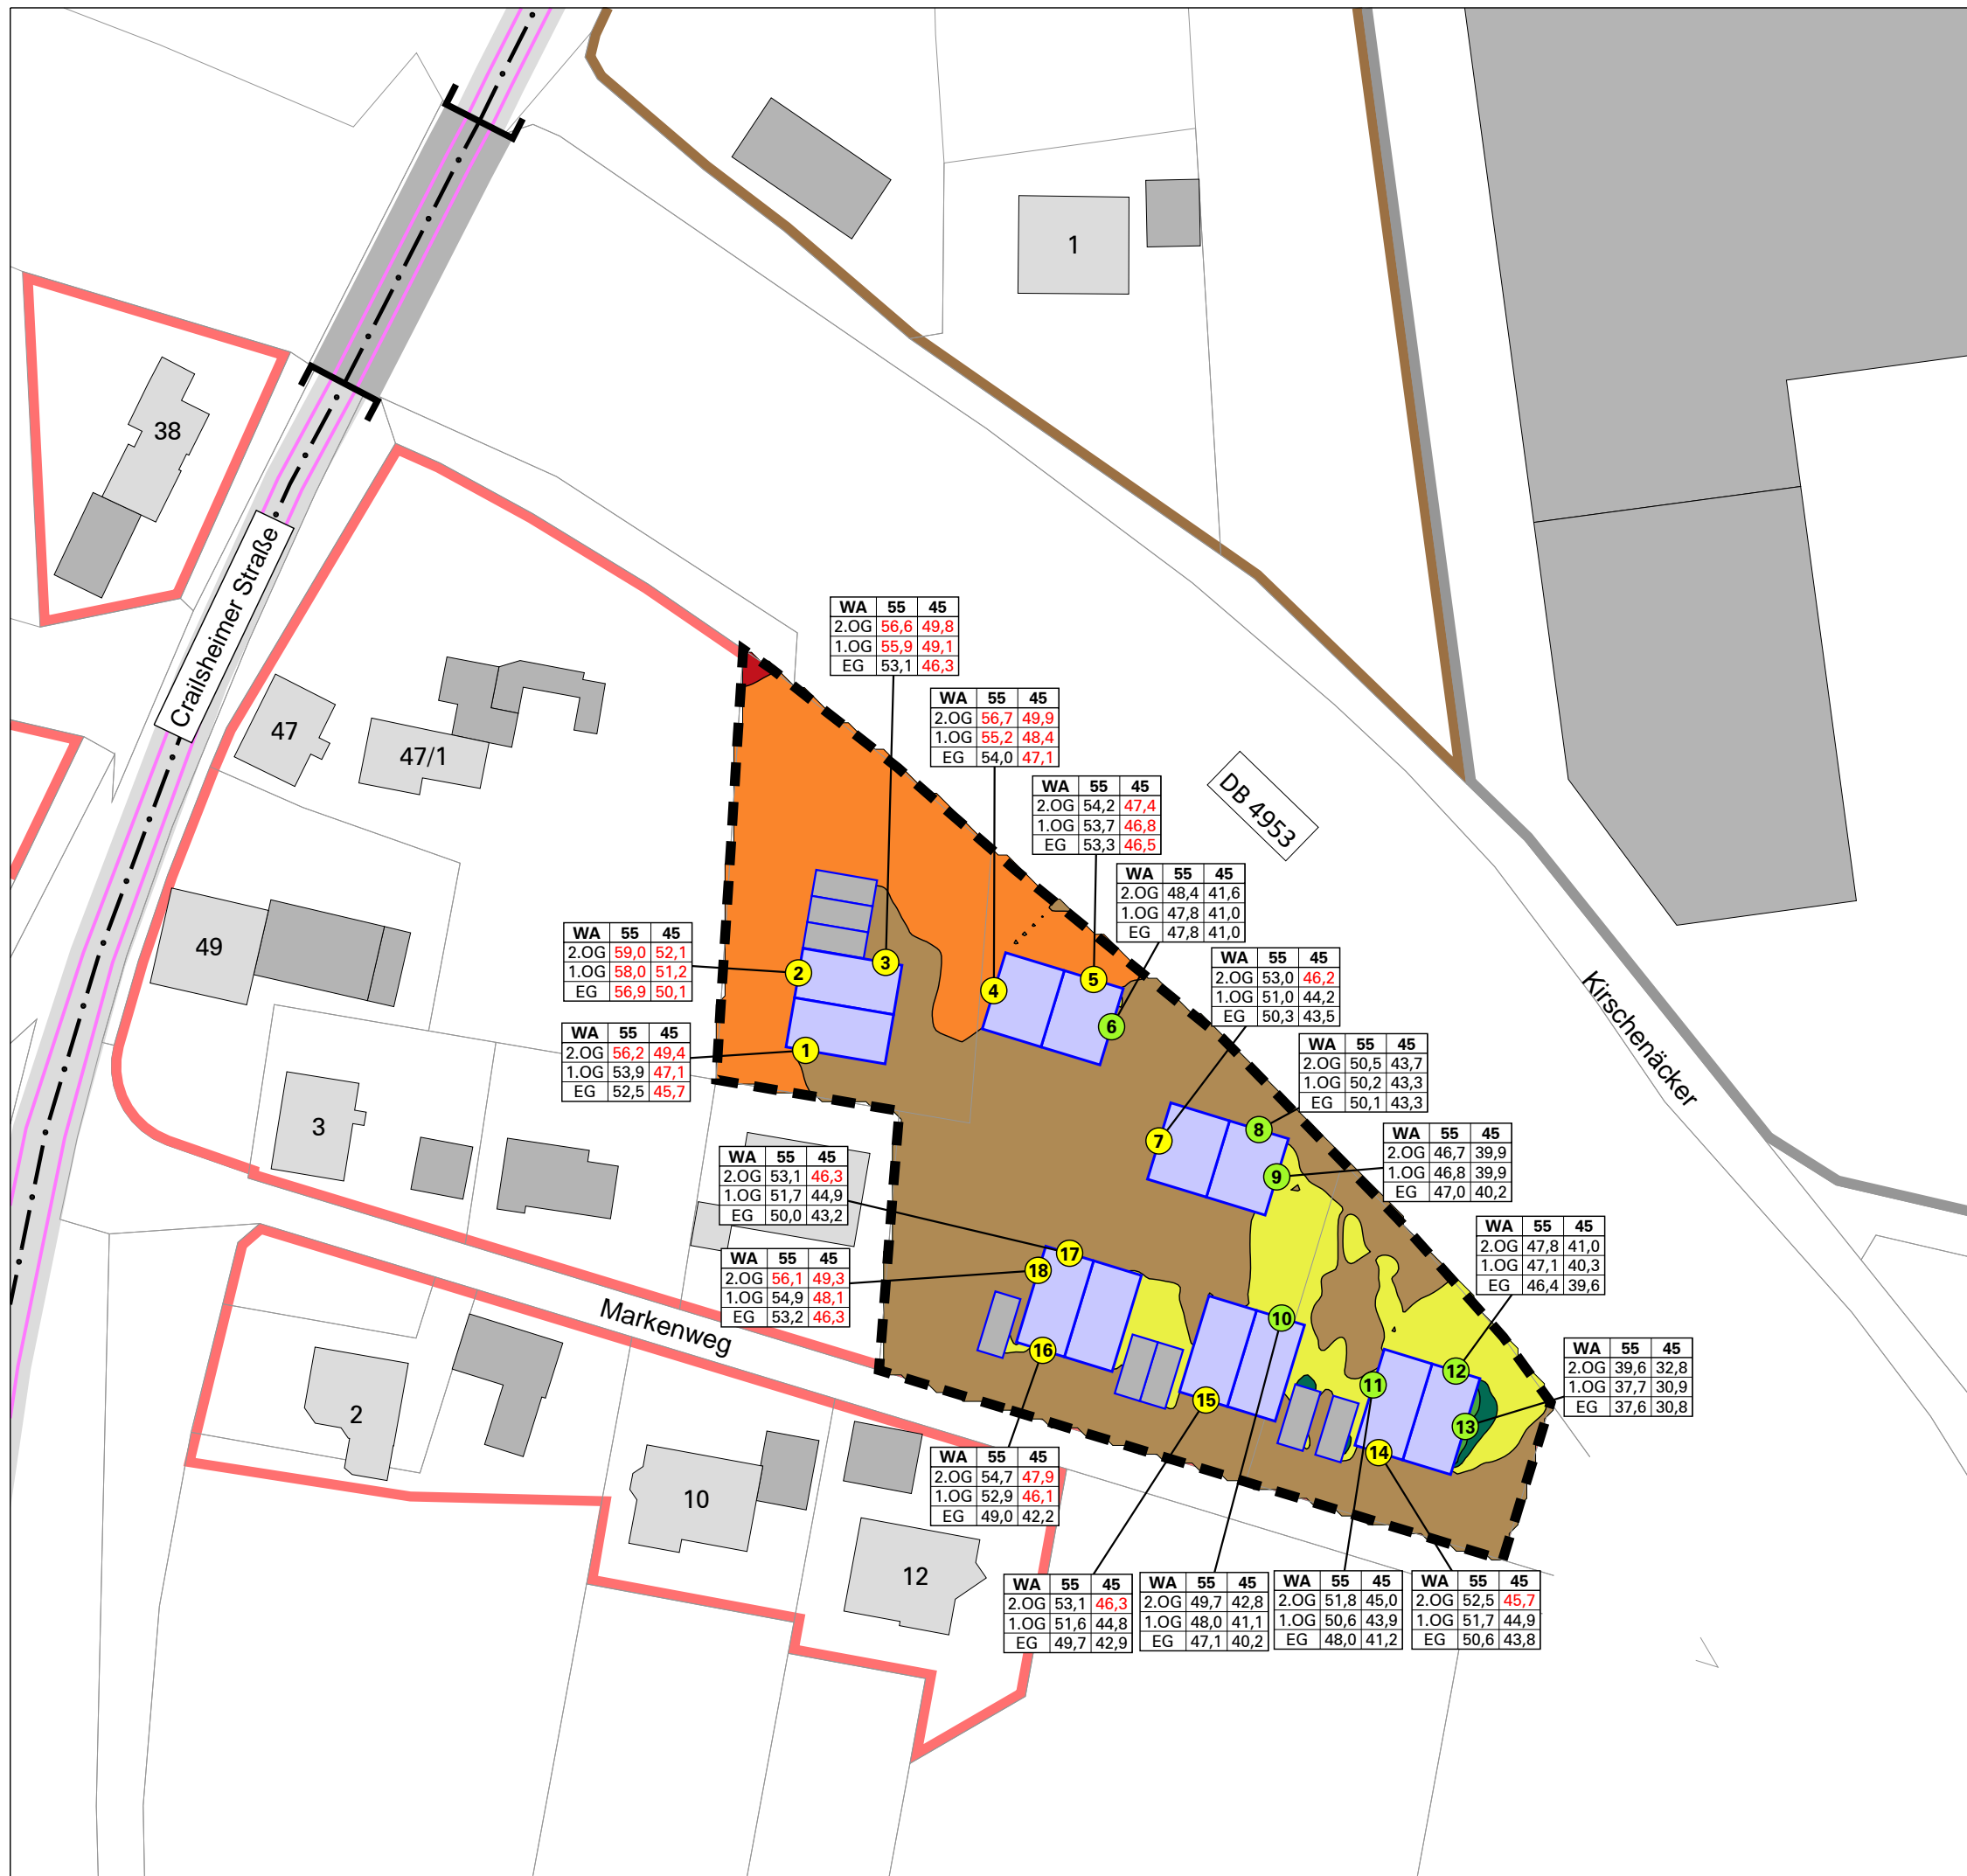 1
38
Crailsheimer Straße
47
47/1
49
3
2
10
12
Markenweg
DB 4953
Kirschenäcker
WA 55 45
2.OG 56,6 49,8
1.OG 55,9 49,1
EG 53,1 46,3
WA 55 45
2.OG 56,7 49,9
1.OG 55,2 48,4
EG 54,0 47,1
WA 55 45
2.OG 54,2 47,4
1.OG 53,7 46,8
EG 53,3 46,5
WA 55 45
2.OG 48,4 41,6
1.OG 47,8 41,0
EG 47,8 41,0
WA 55 45
2.OG 59,0 52,1
1.OG 58,0 51,2
EG 56,9 50,1
WA 55 45
2.OG 53,0 46,2
1.OG 51,0 44,2
EG 50,3 43,5
WA 55 45
2.OG 56,2 49,4
1.OG 53,9 47,1
EG 52,5 45,7
WA 55 45
2.OG 50,5 43,7
1.OG 50,2 43,3
EG 50,1 43,3
WA 55 45
2.OG 46,7 39,9
1.OG 46,8 39,9
EG 47,0 40,2
WA 55 45
2.OG 53,1 46,3
1.OG 51,7 44,9
EG 50,0 43,2
WA 55 45
2.OG 47,8 41,0
1.OG 47,1 40,3
EG 46,4 39,6
WA 55 45
2.OG 56,1 49,3
1.OG 54,9 48,1
EG 53,2 46,3
WA 55 45
2.OG 39,6 32,8
1.OG 37,7 30,9
EG 37,6 30,8
WA 55 45
2.OG 54,7 47,9
1.OG 52,9 46,1
EG 49,0 42,2
WA 55 45
2.OG 53,1 46,3
1.OG 51,6 44,8
EG 49,7 42,9
WA 55 45
2.OG 49,7 42,8
1.OG 48,0 41,1
EG 47,1 40,2
WA 55 45
2.OG 51,8 45,0
1.OG 50,6 43,9
EG 48,0 41,2
WA 55 45
2.OG 52,5 45,7
1.OG 51,7 44,9
EG 50,6 43,8
1
2
3
4
5
6
7
8
9
10
11
12
13
14
15
16
17
18